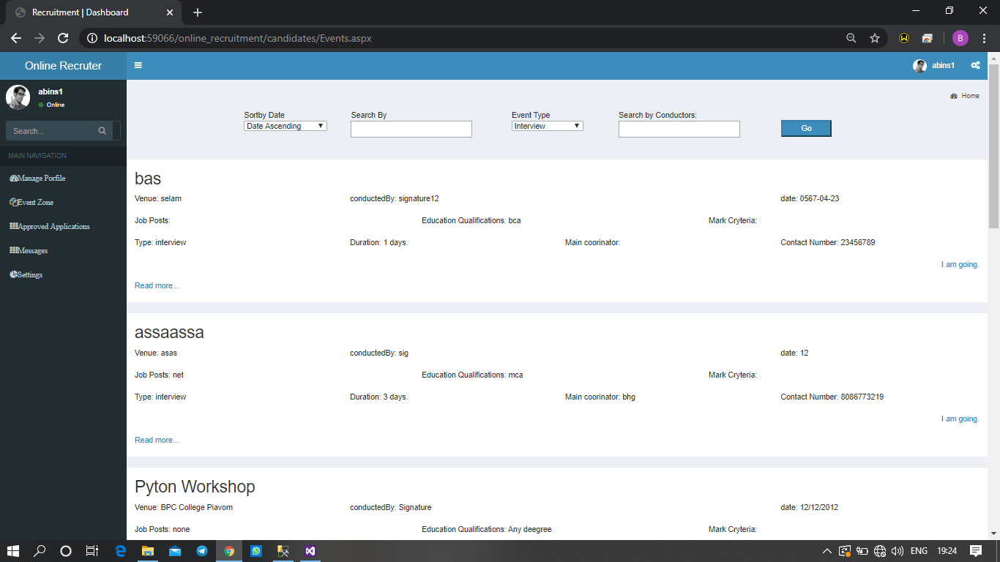 Recruitment | Dashboard
localhost:59066/online_recruitment/candidates/Events.aspx
B
Online Recruter
abins1
abins1
Online
Home
Sortby Date Search By Event Type Search by Conductors:
Date Ascending Interview Go
Search...
MAIN NAVIGATION
Manage Porfile
Event Zone
Approved Applications
Messages
Settings
bas
Venue: selam conductedBy: signature12 date: 0567-04-23
Job Posts: Education Qualifications: bca Mark Cryteria:
Type: interview Duration: 1 days. Main coorinator: Contact Number: 23456789
I am going.
Read more...
assaassa
Venue: asas conductedBy: sig date: 12
Job Posts: net Education Qualifications: mca Mark Cryteria:
Type: interview Duration: 3 days. Main coorinator: bhg Contact Number: 8086773219
I am going.
Read more...
Pyton Workshop
Venue: BPC College Piavom conductedBy: Signature date: 12/12/2012
Job Posts: none Education Qualifications: Any deegree Mark Cryteria:
ENG 19:24